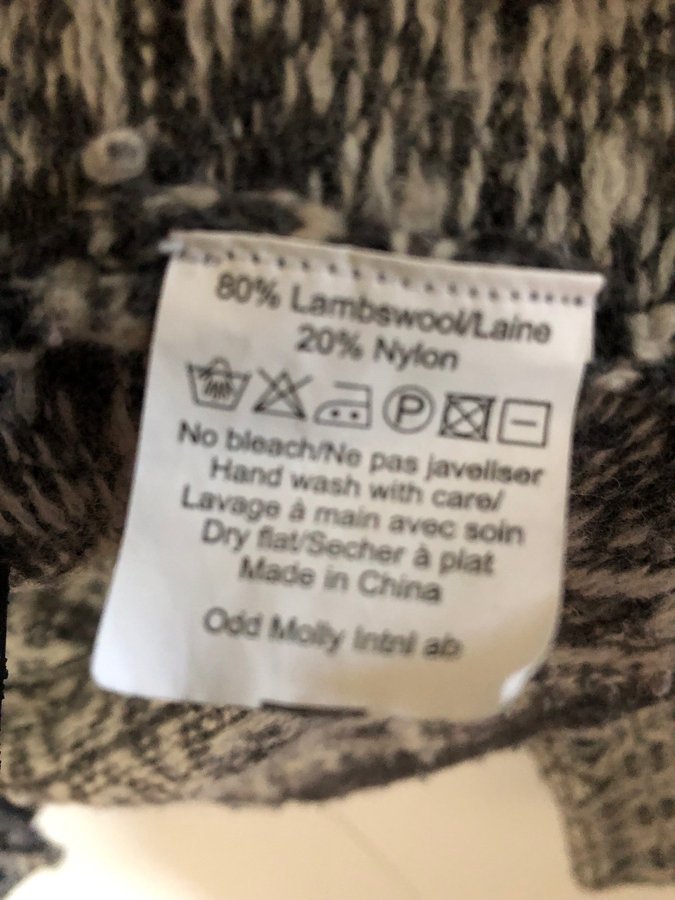 80% Lambswool/Laine
20% Nylon
P
No bleach/Ne pas javeliser
Hand wash with care/
Lavage à main avec soin
Dry flat/Secher à plat
Made in China
Odd Molly Intnl ab